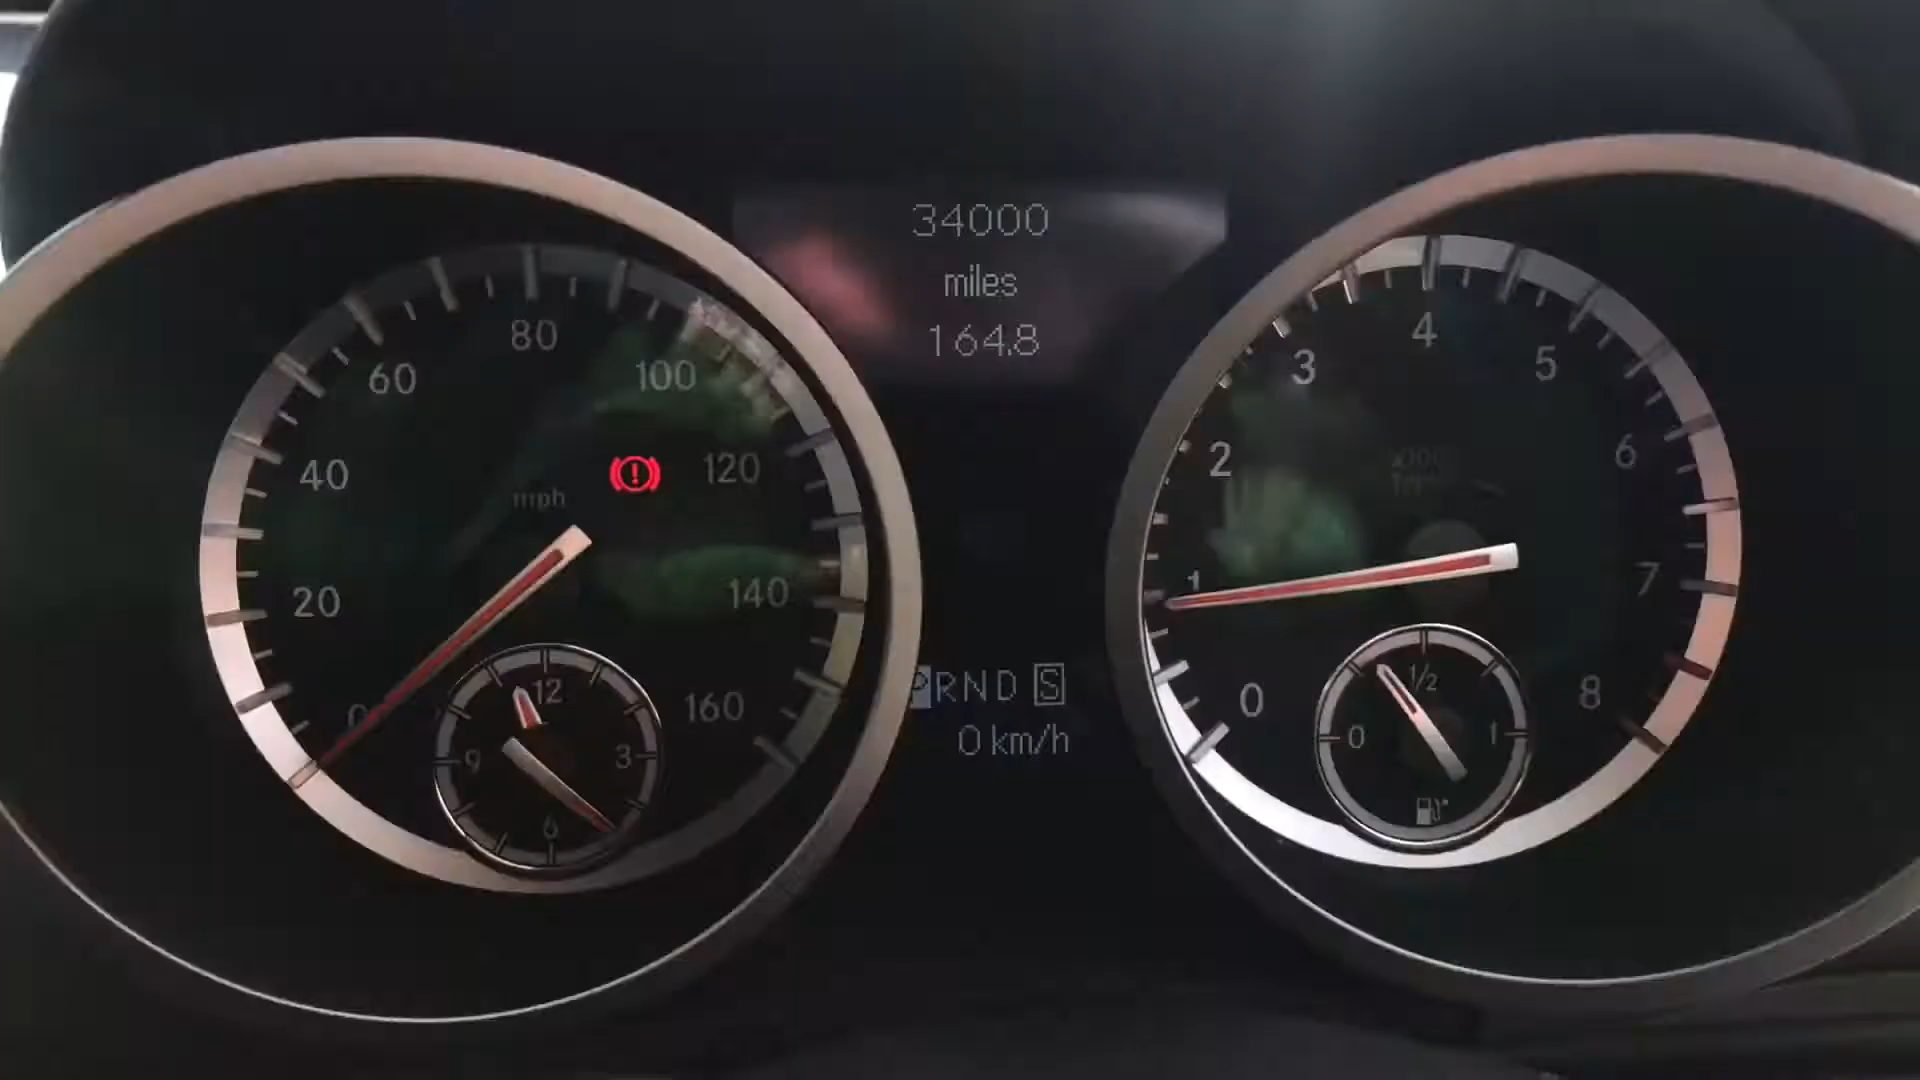 34000
miles
164.8
0 20 40 60 80 100 120 140 160
mph
12 3 6 9
0 1 2 3 4 5 6 7 8
0 1/2 1
P R N D S
0 km/h